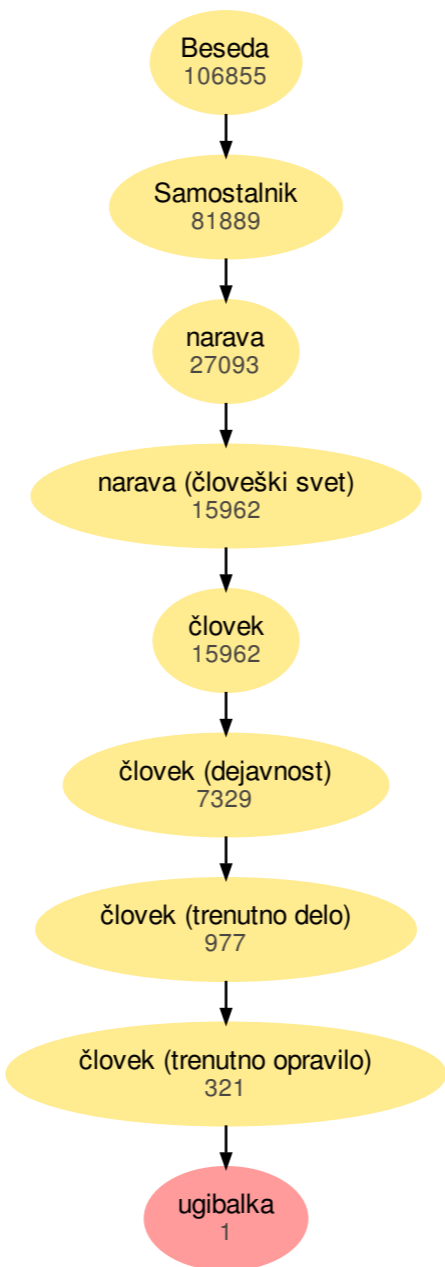 Beseda
106855
Samostalnik
81889
narava
27093
narava (človeški svet)
15962
človek
15962
človek (dejavnost)
7329
človek (trenutno delo)
977
človek (trenutno opravilo)
321
ugibalka
1